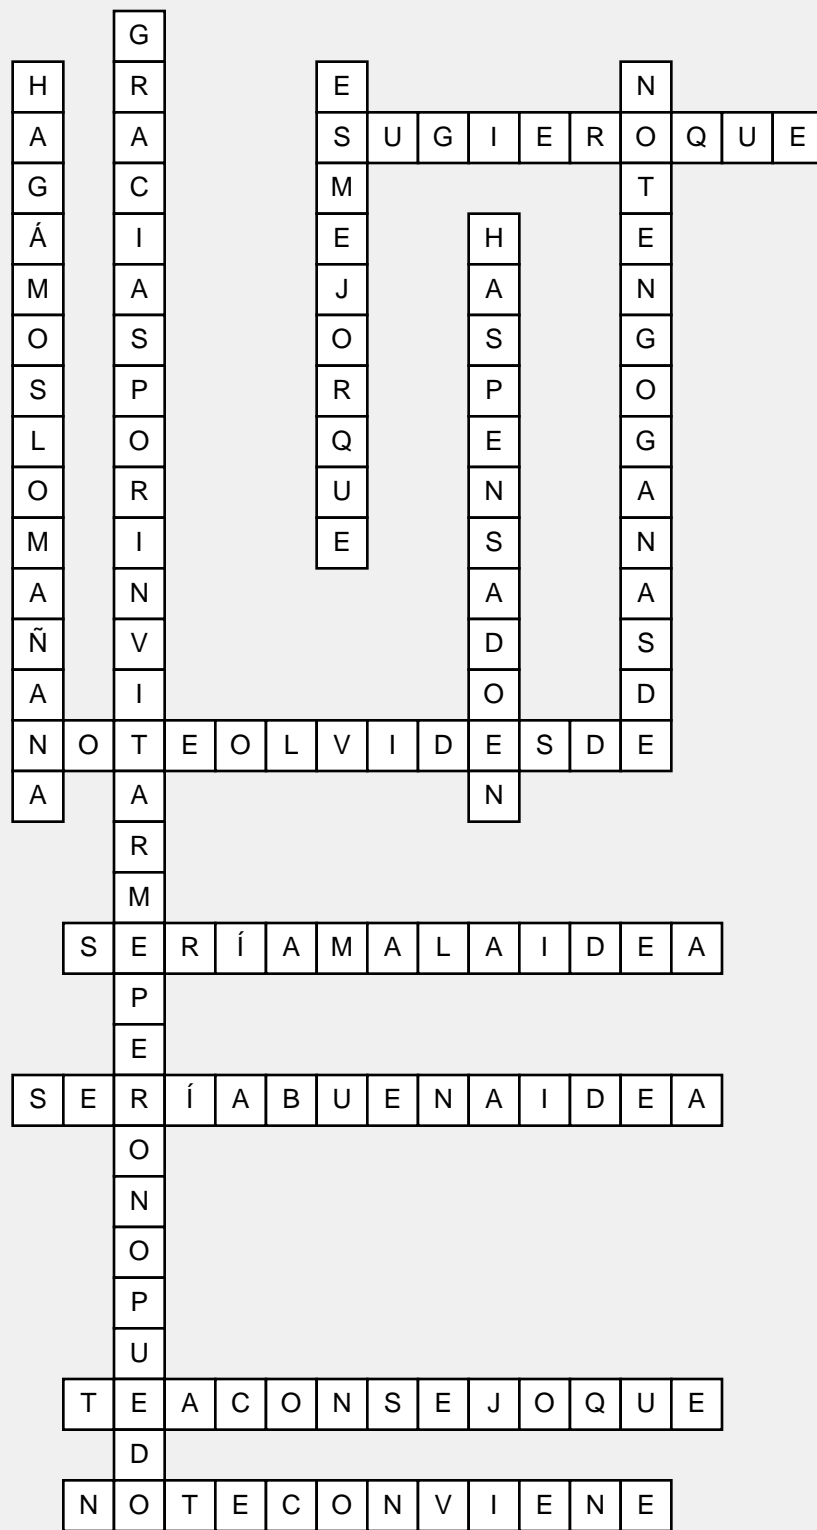 GRACIASPORINVITARMEPERONOPUEDO
HAGÁMOSLOMAÑANA
ESMEJORQUE
NOTENGOGANASDE
SUGIEROQUE
HASPENSADOEN
NOTEOLVIDESDE
SERÍAMALAIDEA
SERÍABUENAIDEA
TEACONSEJOQUE
NOTECONVIENE